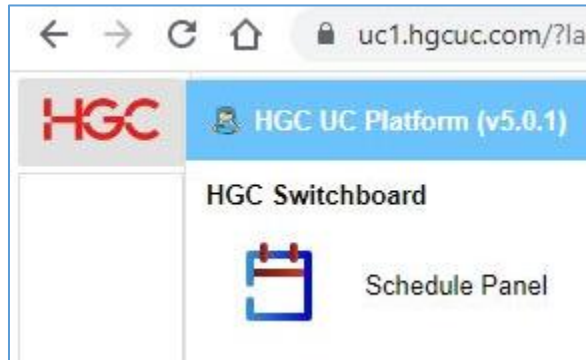 uc1.hgcuc.com/?la
HGC
HGC UC Platform (v5.0.1)
HGC Switchboard
Schedule Panel